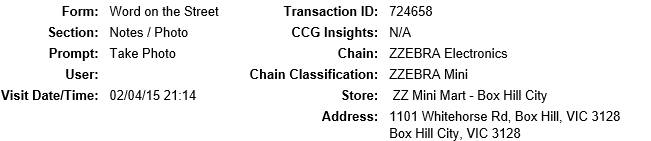 Form: Word on the Street Transaction ID: 724658
Section: Notes / Photo CCG Insights: N/A
Prompt: Take Photo Chain: ZZEBRA Electronics
User: Chain Classification: ZZEBRA Mini
Visit Date/Time: 02/04/15 21:14 Store: ZZ Mini Mart - Box Hill City
Address: 1101 Whitehorse Rd, Box Hill, VIC 3128
Box Hill City, VIC 3128